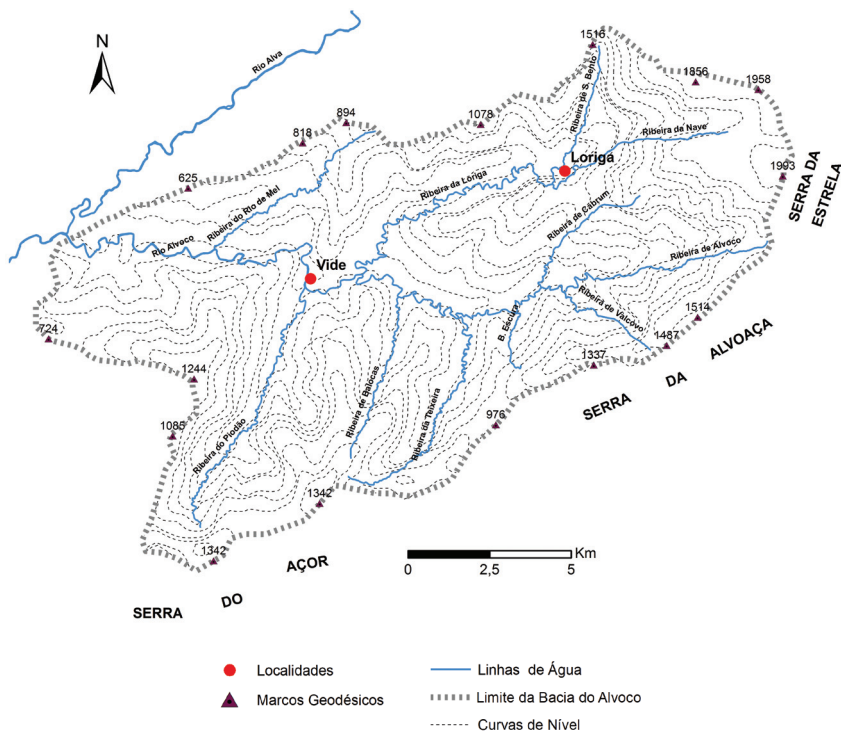 N
Rio Alva
1516
Ribeira de S. Bento
1856
1958
894
1078
818
Ribeira da Nave
Loriga
625
Ribeira da Loriga
1993
SERRA DA
ESTRELA
Ribeira do Rio de Mel
Ribeira de Cabrum
Rio Alvoco
Vide
Ribeira de Alvoco
Ribeira de Valcovo
B. Escura
724
1514
1487
1337
SERRA DA ALVOAÇA
1244
Ribeira de Balocas
Ribeira da Teixeira
976
1085
Ribeira do Piodão
1342
1342
SERRA DO AÇOR
Km
0 2,5 5
Localidades
Linhas de Água
Marcos Geodésicos
Limite da Bacia do Alvoco
Curvas de Nível